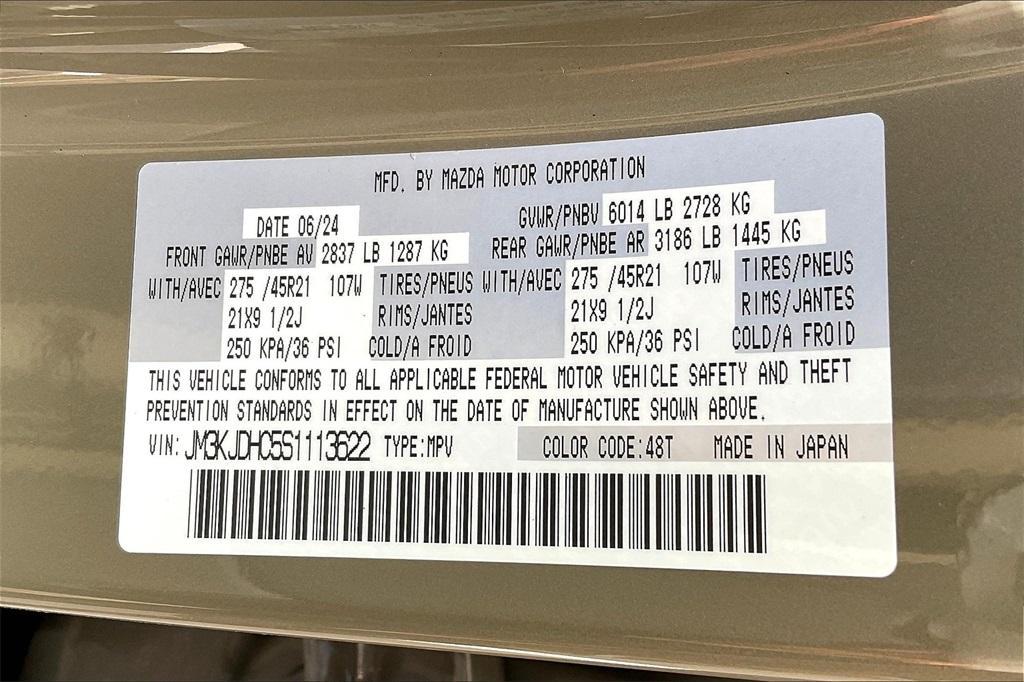 MFD. BY MAZDA MOTOR CORPORATION
DATE 06/24 GVWR/PNBV 6014 LB 2728 KG
FRONT GAWR/PNBE AV 2837 LB 1287 KG REAR GAWR/PNBE AR 3186 LB 1445 KG
WITH/AVEC 275 /45R21 107W TIRES/PNEUS WITH/AVEC 275 /45R21 107W TIRES/PNEUS
21X9 1/2J RIMS/JANTES 21X9 1/2J RIMS/JANTES
250 KPA/36 PSI COLD/A FROID 250 KPA/36 PSI COLD/A FROID
THIS VEHICLE CONFORMS TO ALL APPLICABLE FEDERAL MOTOR VEHICLE SAFETY AND THEFT
PREVENTION STANDARDS IN EFFECT ON THE DATE OF MANUFACTURE SHOWN ABOVE.
VIN: JM3KJDHC5S1113622 TYPE:MPV COLOR CODE:48T MADE IN JAPAN